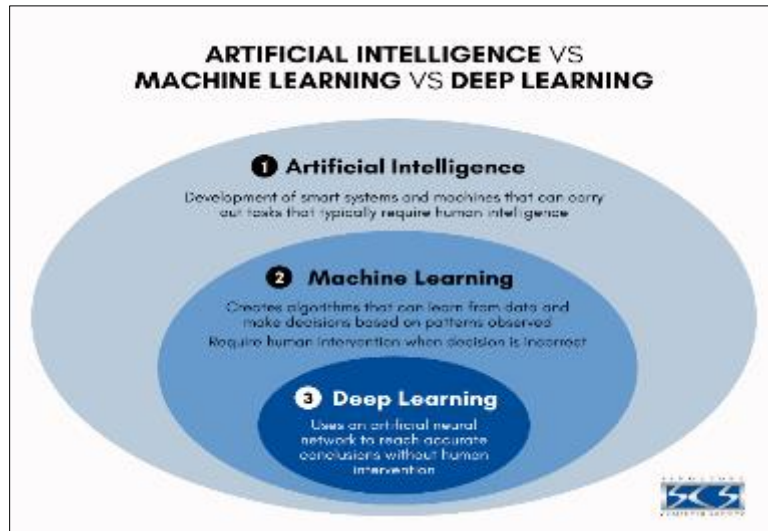 ARTIFICIAL INTELLIGENCE VS
MACHINE LEARNING VS DEEP LEARNING
1 Artificial Intelligence
Development of smart systems and machines that can carry
out tasks that typically require human intelligence
2 Machine Learning
Creates algorithms that can learn from data and
make decisions based on patterns observed
Require human intervention when decision is incorrect
3 Deep Learning
Uses an artificial neural
network to reach accurate
conclusions without human
intervention
SCS